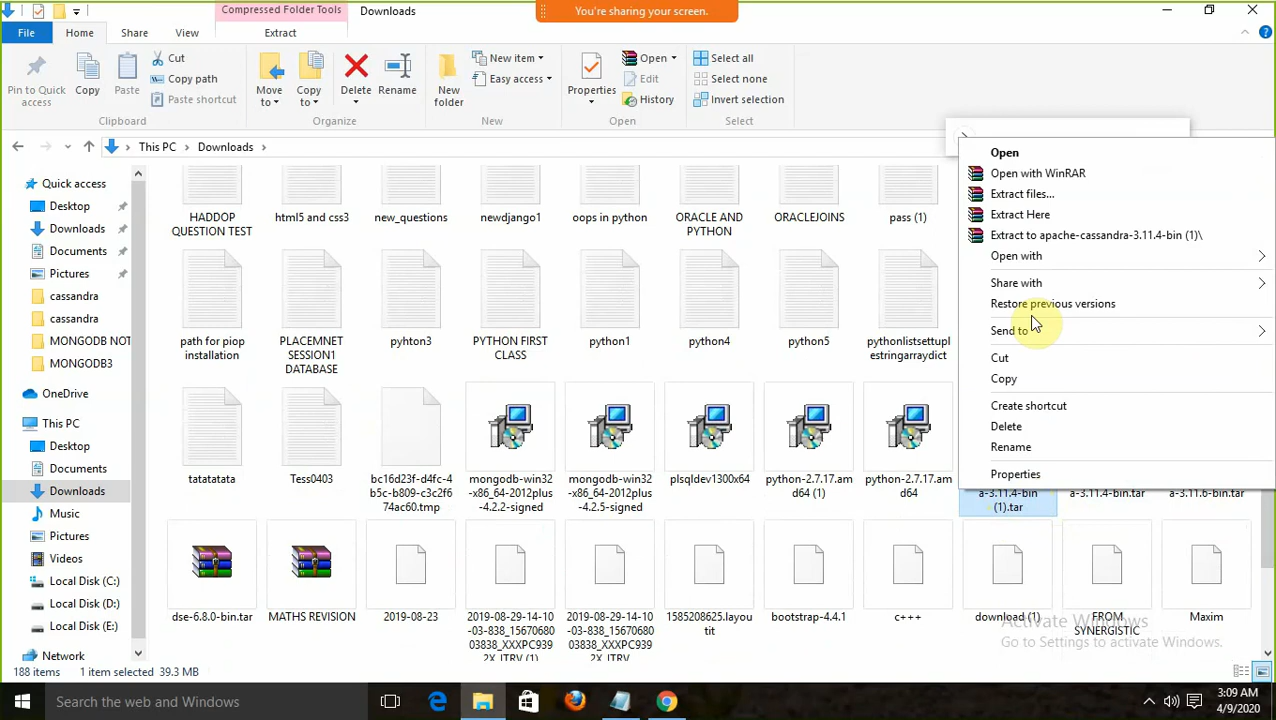 Compressed Folder Tools
Downloads
You're sharing your screen.
File
Home
Share
View
Extract
Pin to Quick
access
Copy
Paste
Cut
Copy path
Paste shortcut
Move
to
Copy
to
Delete
Rename
New
folder
New item
Easy access
Properties
Open
Edit
History
Select all
Select none
Invert selection
Clipboard
Organize
New
Open
Select
This PC
Downloads
Quick access
Desktop
Downloads
Documents
Pictures
cassandra
cassandra
MONGODB NOT
MONGODB3
OneDrive
This PC
Desktop
Documents
Downloads
Music
Pictures
Videos
Local Disk (C:)
Local Disk (D:)
Local Disk (E:)
Network
HADDOP
QUESTION TEST
html5 and css3
new_questions
newdjango1
oops in python
ORACLE AND
PYTHON
ORACLEJOINS
pass (1)
path for piop
installation
PLACEMNET
SESSION1
DATABASE
pyhton3
PYTHON FIRST
CLASS
python1
python4
python5
pythonlistsettuple
stringarraydict
tatatatata
Tess0403
bc16d23f-d4fc-4
b5c-b809-c3c2f6
74ac60.tmp
mongodb-win32
-x86_64-2012plus
-4.2.2-signed
mongodb-win32
-x86_64-2012plus
-4.2.5-signed
plsqldev1300x64
python-2.7.17.am
d64 (1)
python-2.7.17.am
d64
a-3.11.4-bin
(1).tar
a-3.11.4-bin.tar
a-3.11.6-bin.tar
dse-6.8.0-bin.tar
MATHS REVISION
2019-08-23
2019-08-29-14-10-
03-838_15670680
03838_XXXPC939
2X_ITRV (1)
2019-08-29-14-10-
03-838_15670680
03838_XXXPC939
2X_ITRV
1585208625.layou
tit
bootstrap-4.4.1
c+++
download (1)
FROM
SYNERGISTIC
Maxim
Open
Open with WinRAR
Extract files...
Extract Here
Extract to apache-cassandra-3.11.4-bin (1)\
Open with
Share with
Restore previous versions
Send to
Cut
Copy
Create shortcut
Delete
Rename
Properties
Activate Windows
Go to Settings to activate Windows.
188 items
1 item selected
39.3 MB
Search the web and Windows
3:09 AM
4/9/2020